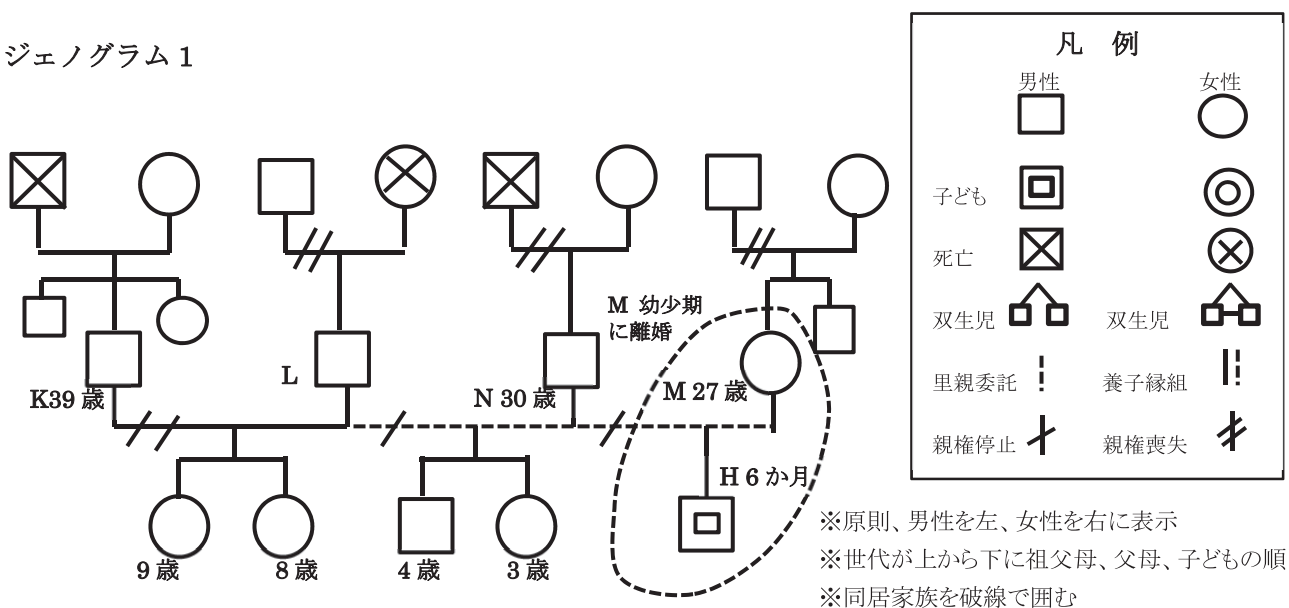 ジェノグラム 1
凡 例
男性 女性
子ども
死亡
双生児 双生児
里親委託 養子縁組
親権停止 親権喪失
M 幼少期
に離婚
K39 歳
L
N 30 歳
M 27 歳
H 6 か月
9 歳
8 歳
4 歳
3 歳
※原則、男性を左、女性を右に表示
※世代が上から下に祖父母、父母、子どもの順
※同居家族を破線で囲む